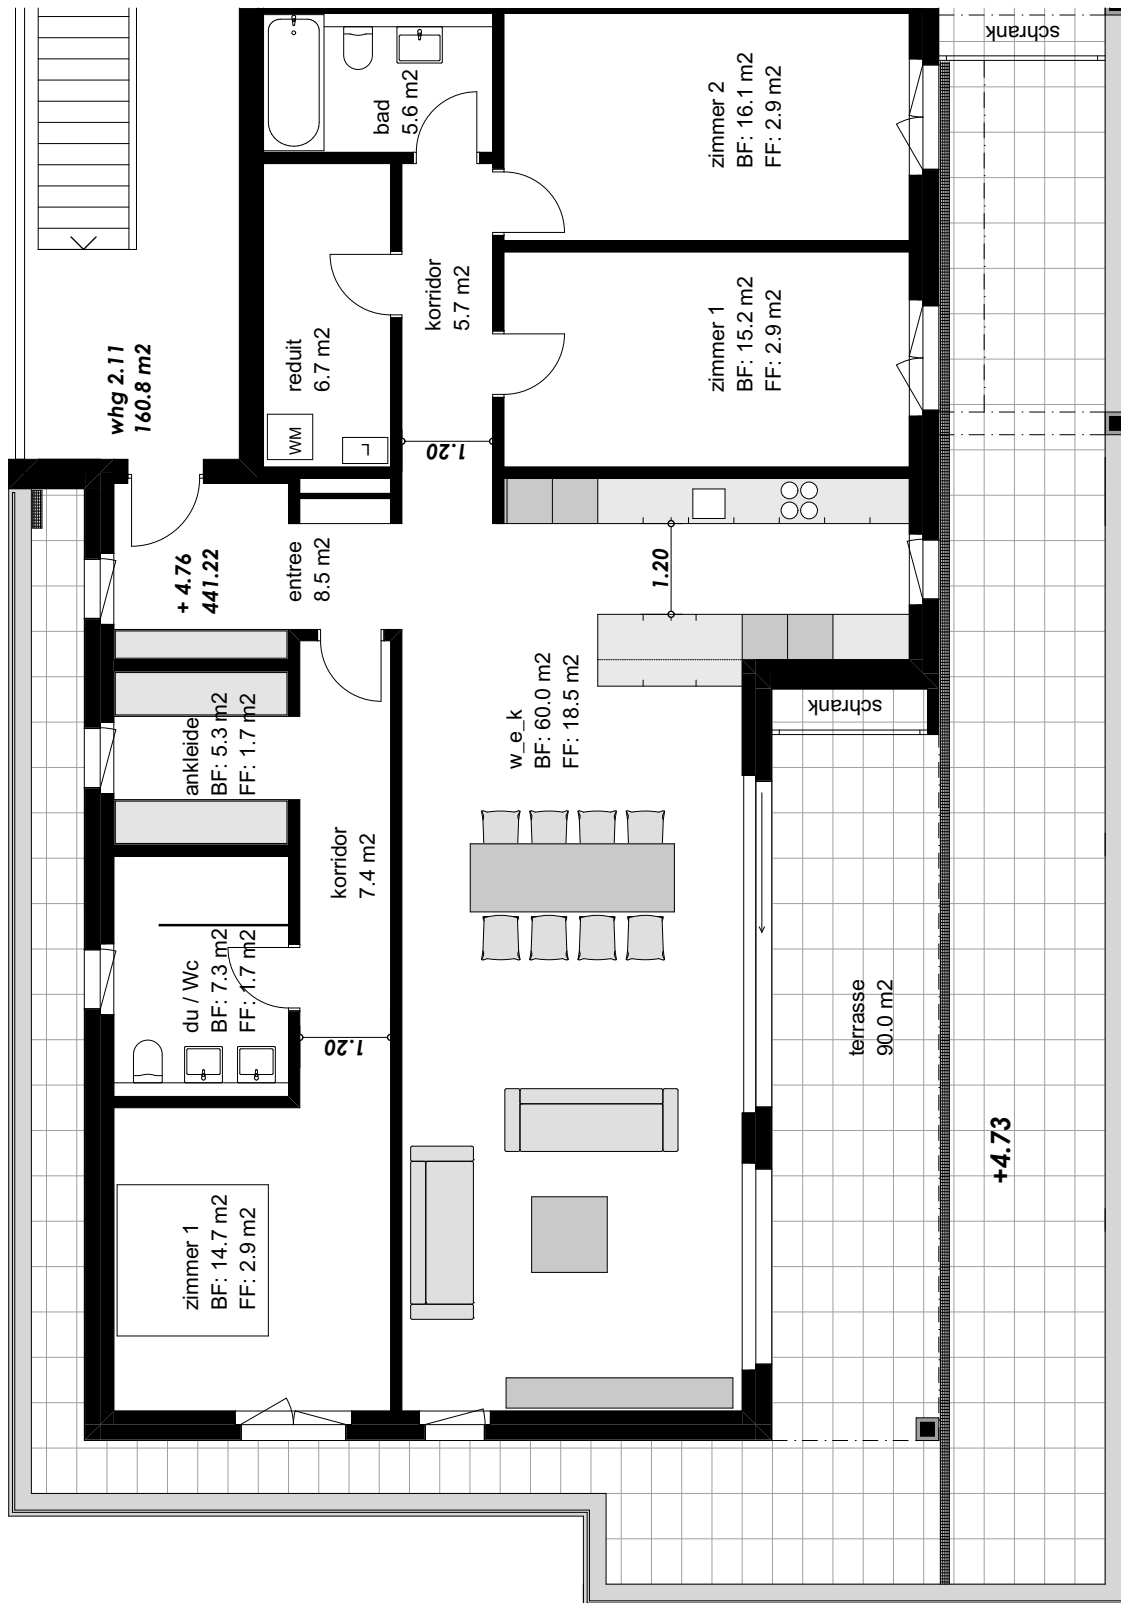 schrank
bad
5.6 m2
zimmer 2
BF: 16.1 m2
FF: 2.9 m2
whg 2.11
160.8 m2
reduit
6.7 m2
WM
L
korridor
5.7 m2
1.20
zimmer 1
BF: 15.2 m2
FF: 2.9 m2
+ 4.76
441.22
entree
8.5 m2
1.20
ankleide
BF: 5.3 m2
FF: 1.7 m2
w_e_k
BF: 60.0 m2
FF: 18.5 m2
schrank
korridor
7.4 m2
du / Wc
BF: 7.3 m2
FF: 1.7 m2
1.20
terrasse
90.0 m2
+4.73
zimmer 1
BF: 14.7 m2
FF: 2.9 m2